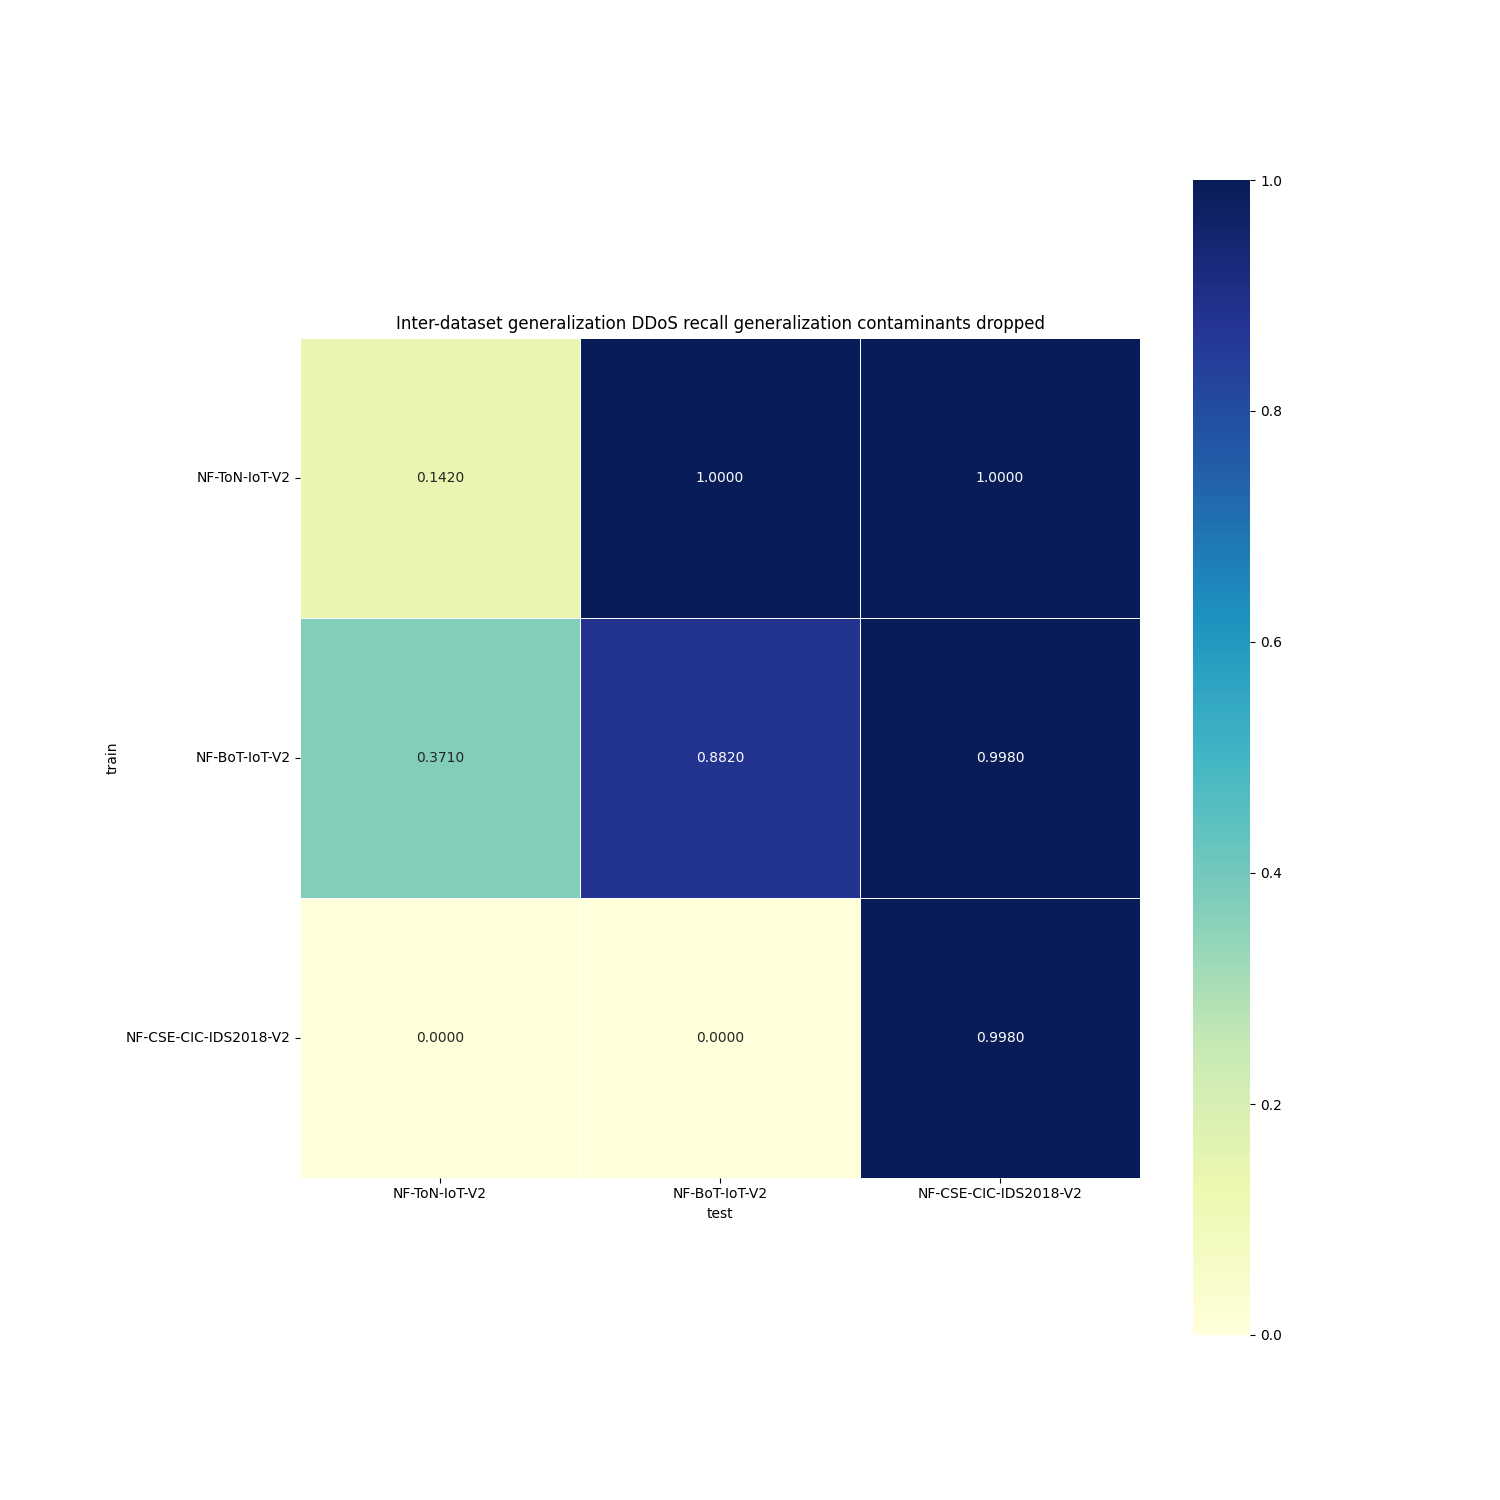 Inter-dataset generalization DDoS recall generalization contaminants dropped
train
NF-ToN-IoT-V2
0.1420
1.0000
1.0000
NF-BoT-IoT-V2
0.3710
0.8820
0.9980
NF-CSE-CIC-IDS2018-V2
0.0000
0.0000
0.9980
NF-ToN-IoT-V2
NF-BoT-IoT-V2
NF-CSE-CIC-IDS2018-V2
test
1.0
0.8
0.6
0.4
0.2
0.0